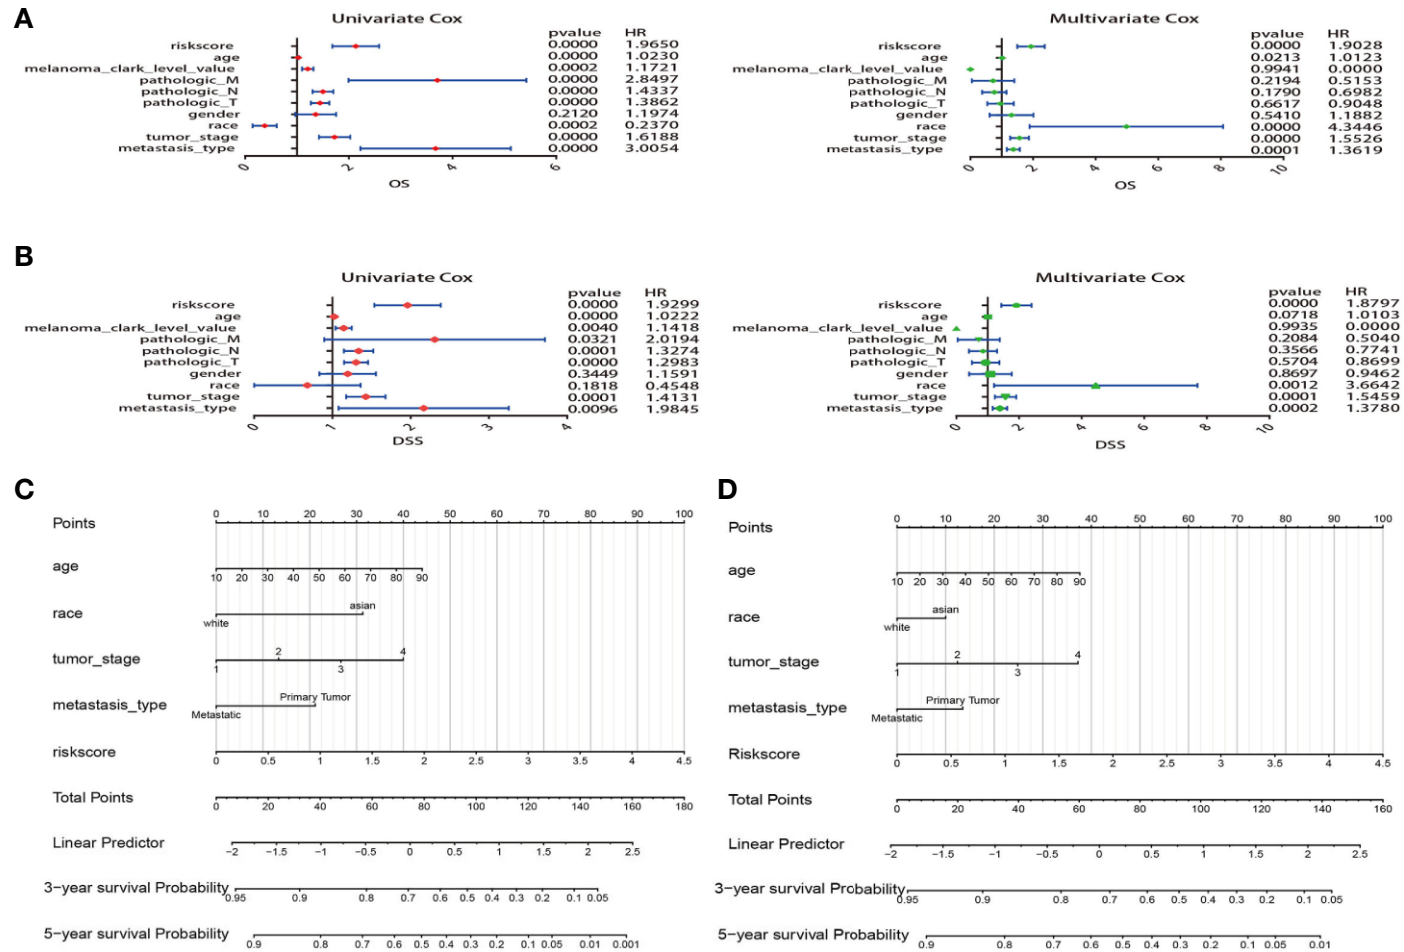 A
Univariate Cox
pvalue HR
riskscore 0.0000 1.9650
age 0.0000 1.0230
melanoma_clark_level_value 0.0002 1.1721
pathologic_M 0.0000 2.8497
pathologic_N 0.0000 1.4337
pathologic_T 0.0000 1.3862
gender 0.2120 1.1974
race 0.0002 0.2370
tumor_stage 0.0000 1.6188
metastasis_type 0.0000 3.0054
0 2 4 6
OS
Multivariate Cox
pvalue HR
riskscore 0.0000 1.9028
age 0.0213 1.0123
melanoma_clark_level_value 0.9941 0.0000
pathologic_M 0.2194 0.5153
pathologic_N 0.1790 0.6982
pathologic_T 0.6617 0.9048
gender 0.5410 1.1882
race 0.0000 4.3446
tumor_stage 0.0000 1.5526
metastasis_type 0.0001 1.3619
0 2 4 6 8 10
OS
B
Univariate Cox
pvalue HR
riskscore 0.0000 1.9299
age 0.0000 1.0222
melanoma_clark_level_value 0.0040 1.1418
pathologic_M 0.0321 2.0194
pathologic_N 0.0001 1.3274
pathologic_T 0.0000 1.2983
gender 0.3449 1.1591
race 0.1818 0.4548
tumor_stage 0.0001 1.4131
metastasis_type 0.0096 1.9845
0 1 2 3 4
DSS
Multivariate Cox
pvalue HR
riskscore 0.0000 1.8797
age 0.0718 1.0103
melanoma_clark_level_value 0.9935 0.0000
pathologic_M 0.2084 0.5040
pathologic_N 0.3566 0.7741
pathologic_T 0.5704 0.8699
gender 0.8697 0.9462
race 0.0012 3.6642
tumor_stage 0.0001 1.5459
metastasis_type 0.0002 1.3780
0 2 4 6 8 10
DSS
C
Points 0 10 20 30 40 50 60 70 80 90 100
age 10 20 30 40 50 60 70 80 90
race white asian
tumor_stage 1 2 3 4
metastasis_type Metastatic Primary Tumor
riskscore 0 0.5 1 1.5 2 2.5 3 3.5 4 4.5
Total Points 0 20 40 60 80 100 120 140 160 180
Linear Predictor −2 −1.5 −1 −0.5 0 0.5 1 1.5 2 2.5
3−year survival Probability 0.95 0.9 0.8 0.7 0.6 0.5 0.4 0.3 0.2 0.1 0.05
5−year survival Probability 0.9 0.8 0.7 0.6 0.5 0.4 0.3 0.2 0.1 0.05 0.01 0.001
D
Points 0 10 20 30 40 50 60 70 80 90 100
age 10 20 30 40 50 60 70 80 90
race white asian
tumor_stage 1 2 3 4
metastasis_type Metastatic Primary Tumor
Riskscore 0 0.5 1 1.5 2 2.5 3 3.5 4 4.5
Total Points 0 20 40 60 80 100 120 140 160
Linear Predictor −2 −1.5 −1 −0.5 0 0.5 1 1.5 2 2.5
3−year survival Probability 0.95 0.9 0.8 0.7 0.6 0.5 0.4 0.3 0.2 0.1 0.05
5−year survival Probability 0.9 0.8 0.7 0.6 0.5 0.4 0.3 0.2 0.1 0.05 0.01